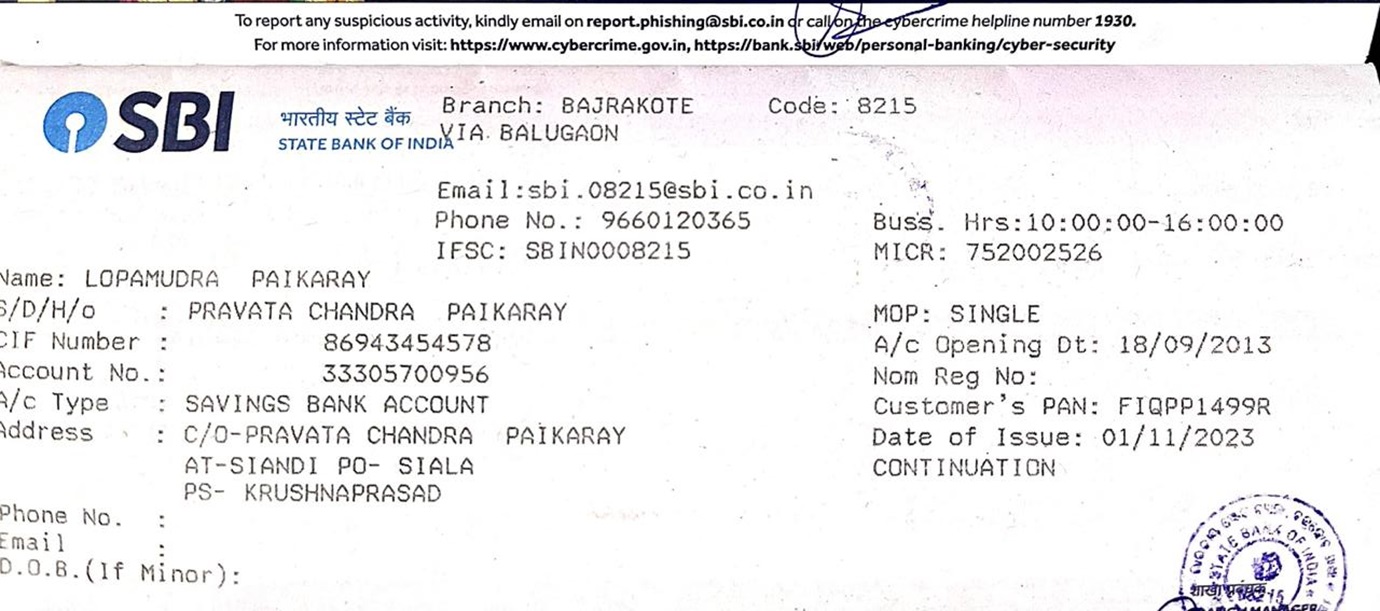 To report any suspicious activity, kindly email on report.phishing@sbi.co.in or call on the cybercrime helpline number 1930.
For more information visit: https://www.cybercrime.gov.in, https://bank.sbi/web/personal-banking/cyber-security
SBI भारतीय स्टेट बैंक
STATE BANK OF INDIA
Branch: BAJRAKOTE Code: 8215
VIA BALUGAON
Email:sbi.08215@sbi.co.in
Phone No.: 9660120365 Buss. Hrs:10:00:00-16:00:00
IFSC: SBIN0008215 MICR: 752002526
Name: LOPAMUDRA PAIKARAY
S/D/H/o : PRAVATA CHANDRA PAIKARAY MOP: SINGLE
CIF Number : 86943454578 A/c Opening Dt: 18/09/2013
Account No.: 33305700956 Nom Reg No:
A/c Type : SAVINGS BANK ACCOUNT Customer's PAN: FIQPP1499R
Address : C/O-PRAVATA CHANDRA PAIKARAY Date of Issue: 01/11/2023
AT-SIANDI PO- SIALA CONTINUATION
PS- KRUSHNAPRASAD
Phone No. :
Email :
D.O.B.(If Minor):
STATE BANK OF INDIA